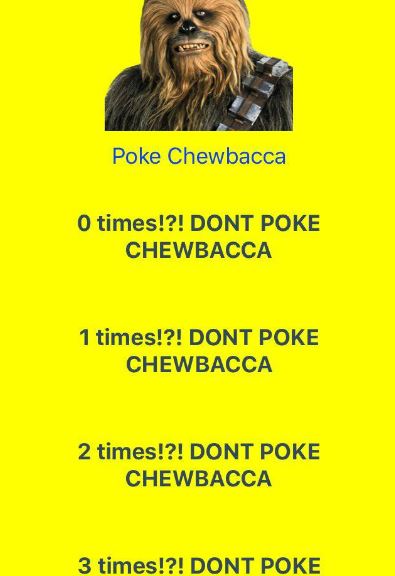 Poke Chewbacca
0 times!?! DONT POKE
CHEWBACCA
1 times!?! DONT POKE
CHEWBACCA
2 times!?! DONT POKE
CHEWBACCA
3 times!?! DONT POKE